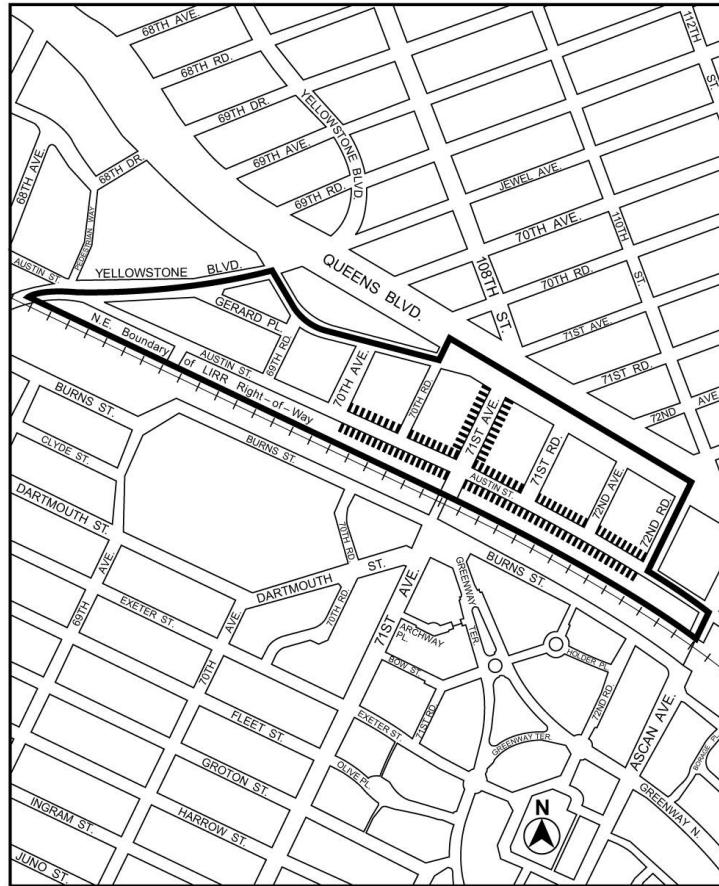 68TH AVE.
68TH RD.
69TH DR.
69TH AVE.
69TH RD.
YELLOWSTONE BLVD.
112TH
ST.
JEWEL AVE.
70TH AVE.
110TH
ST.
70TH RD.
71ST AVE.
71ST RD.
72ND AVE.
108TH
ST.
QUEENS BLVD.
68TH AVE.
68TH DR.
PEDESTRIAN WAY
AUSTIN ST.
YELLOWSTONE BLVD.
GERARD PL.
69TH RD.
AUSTIN ST.
N.E. Boundary
of LIRR Right-of-Way
70TH AVE.
70TH RD.
71ST AVE.
71ST RD.
72ND AVE.
72ND RD.
AUSTIN ST.
BURNS ST.
BURNS ST.
BURNS ST.
CLYDE ST.
DARTMOUTH ST.
DARTMOUTH ST.
70TH RD.
70TH RD.
69TH AVE.
EXETER ST.
70TH AVE.
71ST AVE.
GREENWAY TER.
ARCHWAY
PL.
BOW ST.
71ST RD.
EXETER ST.
FLEET ST.
OLIVE PL.
GROTON ST.
HARROW ST.
INGRAM ST.
JUNO ST.
GREENWAY TER.
HOLDER PL.
72ND RD
ASCAN AVE.
GREENWAY N.
N